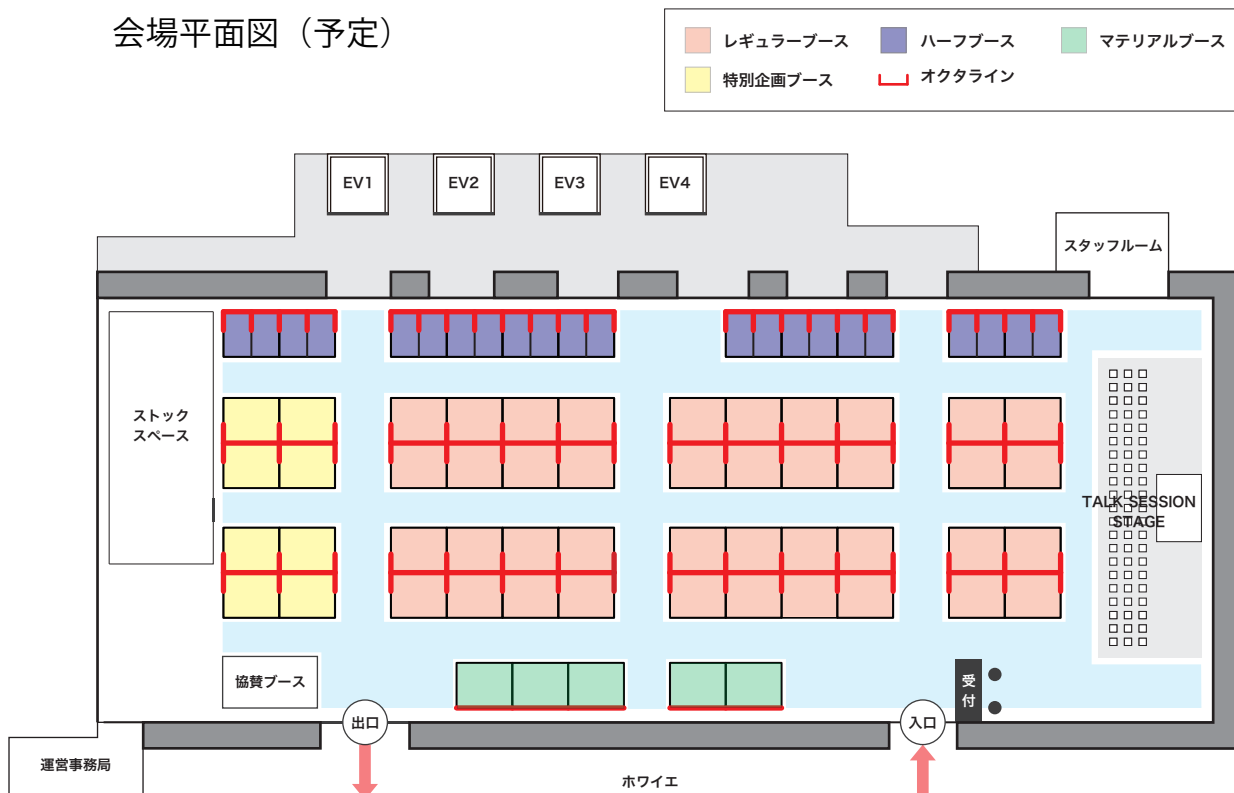 会場平面図（予定）
レギュラーブース
ハーフブース
マテリアルブース
特別企画ブース
オクタライン
EV1
EV2
EV3
EV4
スタッフルーム
ストック
スペース
TALK SESSION
STAGE
協賛ブース
受付
出口
入口
運営事務局
ホワイエ